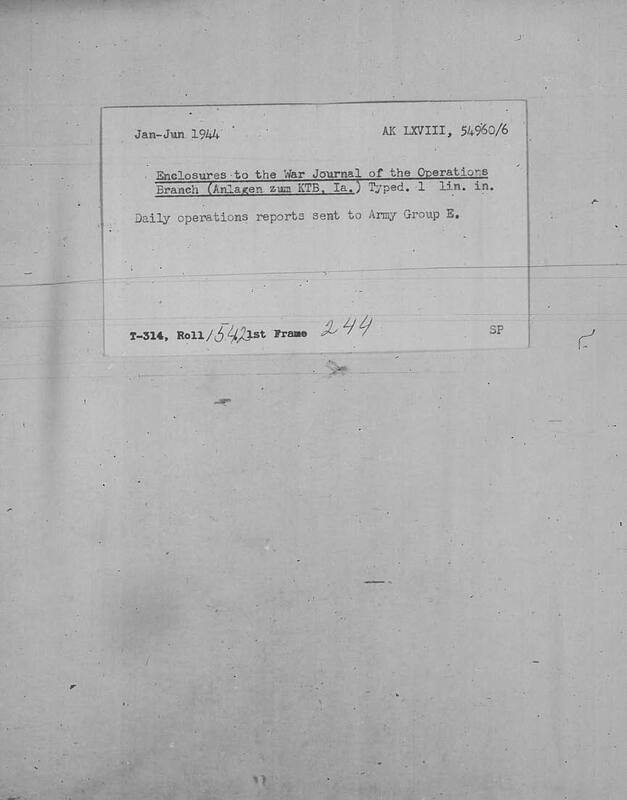 Jan-Jun 1944
AK LXVIII, 54960/6
Enclosures to the War Journal of the Operations
Branch (Anlagen zum KTB, Ia.) Typed. 1 lin. in.
Daily operations reports sent to Army Group E.
T-314, Roll 1542 1st Frame 244
SP